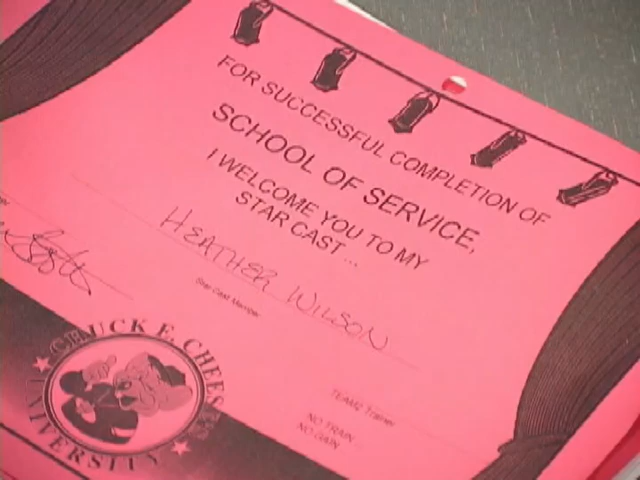 FOR SUCCESSFUL COMPLETION OF
SCHOOL OF SERVICE,
I WELCOME YOU TO MY
STAR CAST...
HEATHER WILSON
Star Cast Member
TEAM2 Trainer
NO TRAIN
NO GAIN
CHUCK E. CHEESE
UNIVERSITY